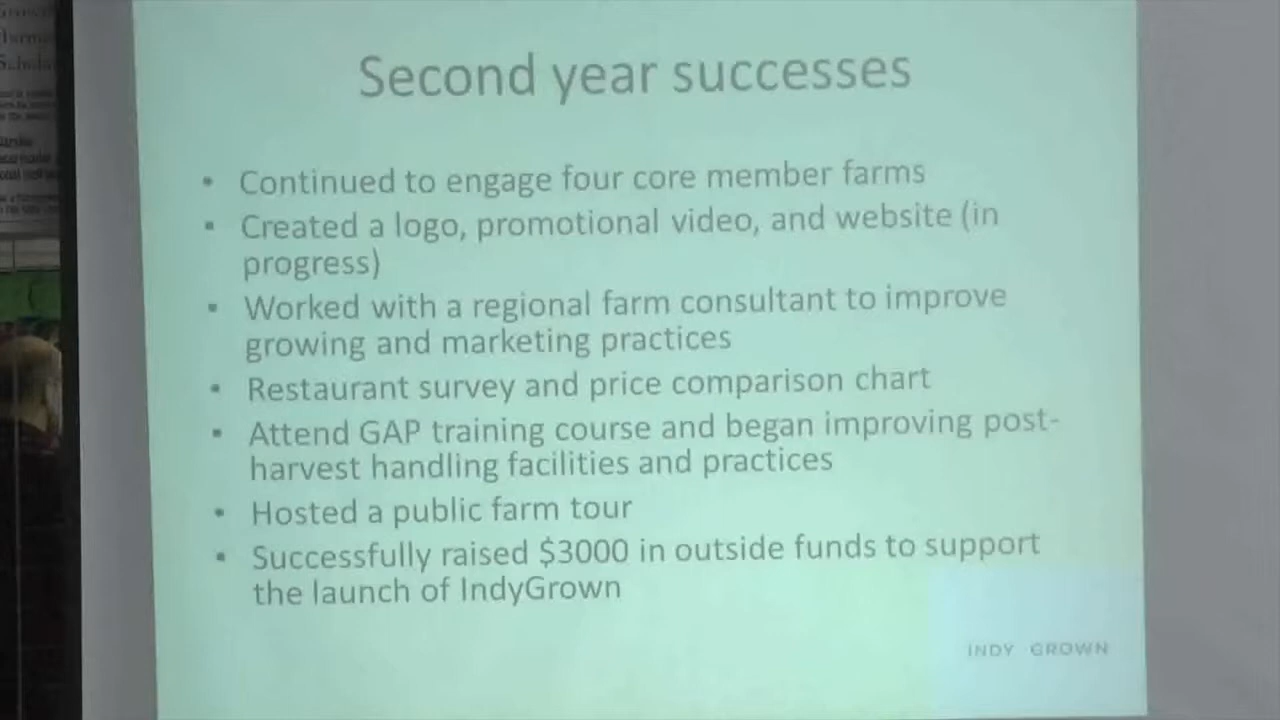 Second year successes
• Continued to engage four core member farms
• Created a logo, promotional video, and website (in
progress)
• Worked with a regional farm consultant to improve
growing and marketing practices
• Restaurant survey and price comparison chart
• Attend GAP training course and began improving post-
harvest handling facilities and practices
• Hosted a public farm tour
• Successfully raised $3000 in outside funds to support
the launch of IndyGrown
INDY GROWN